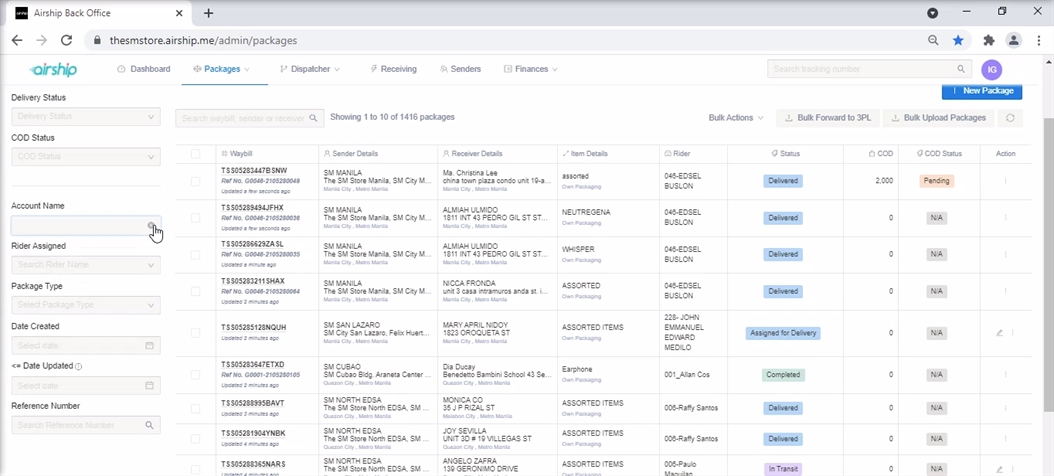 Airship Back Office
thesmstore.airship.me/admin/packages
airship
Dashboard
Packages
Dispatcher
Receiving
Senders
Finances
Search tracking number
IG
Delivery Status
Delivery Status
COD Status
COD Status
Account Name
Rider Assigned
Search Rider Name
Package Type
Select Package Type
Date Created
Select date
<= Date Updated
Select date
Reference Number
Search Reference Number
New Package
Search waybill, sender or receiver
Showing 1 to 10 of 1416 packages
Bulk Actions
Bulk Forward to 3PL
Bulk Upload Packages
Waybill Sender Details Receiver Details Item Details Rider Status COD COD Status Action
TSS05283447BSNW
Ref No. G0046-2105280049
Updated a few seconds ago
SM MANILA
The SM Store Manila, SM City M...
Manila City , Metro Manila
Ma. Christina Lee
china town plaza condo unit 19-a...
Manila City , Metro Manila
assorted
Own Packaging
046-EDSEL
BUSLON
Delivered
2,000
Pending
TSS05289494JFHX
Ref No. G0046-2105280036
Updated a few seconds ago
SM MANILA
The SM Store Manila, SM City M...
Manila City , Metro Manila
ALMIAH ULMIDO
1811 INT 43 PEDRO GIL ST ST...
Manila City , Metro Manila
NEUTREGENA
Own Packaging
046-EDSEL
BUSLON
Delivered
0
N/A
TSS05286629ZASL
Ref No. G0046-2105280035
Updated a minute ago
SM MANILA
The SM Store Manila, SM City M...
Manila City , Metro Manila
ALMIAH ULMIDO
1811 INT 43 PEDRO GIL ST ST...
Manila City , Metro Manila
WHISPER
Own Packaging
046-EDSEL
BUSLON
Delivered
0
N/A
TSS05283211SHAX
Ref No. G0046-2105280064
Updated 2 minutes ago
SM MANILA
The SM Store Manila, SM City M...
Manila City , Metro Manila
NICCA FRONDA
unit 3 casa intramuros anda st. i...
Manila City , Metro Manila
ASSORTED
Own Packaging
046-EDSEL
BUSLON
Delivered
0
N/A
TSS05285128NQUH
Updated 2 minutes ago
SM SAN LAZARO
SM City San Lazaro, Felix Huert...
Manila City , Metro Manila
MARY APRIL NIDOY
1823 OROQUETA ST
Manila City , Metro Manila
ASSORTED ITEMS
Own Packaging
228- JOHN
EMMANUEL
EDWARD
MEDILO
Assigned for Delivery
0
N/A
TSS05283647ETXD
Ref No. G0001-2105280105
Updated 2 minutes ago
SM CUBAO
SM Cubao Bldg. Araneta Center ...
Quezon City , Metro Manila
Dia Ducay
Benedetto Bambini School 43 Se...
Quezon City , Metro Manila
Earphone
Own Packaging
001_Allan Cos
Completed
0
N/A
TSS05288995BAVT
Updated 3 minutes ago
SM NORTH EDSA
The SM Store North EDSA, SM ...
Quezon City , Metro Manila
MONICA CO
35 J P RIZAL ST
Malabon City , Metro Manila
ASSORTED ITEMS
Own Packaging
006-Raffy Santos
Delivered
0
N/A
TSS05281904YNBK
Updated 4 minutes ago
SM NORTH EDSA
The SM Store North EDSA, SM ...
Quezon City , Metro Manila
JOY SEVILLA
UNIT 3D # 19 VILLEGAS ST
Quezon City , Metro Manila
ASSORTED ITEMS
Own Packaging
006-Raffy Santos
Delivered
0
N/A
TSS05288365NARS
Updated 4 minutes ago
SM NORTH EDSA
The SM Store North EDSA, SM ...
ANGELO ZAFRA
139 GERONIMO DRIVE
ASSORTED ITEMS
Own Packaging
006-Paulo
In Transit
0
N/A